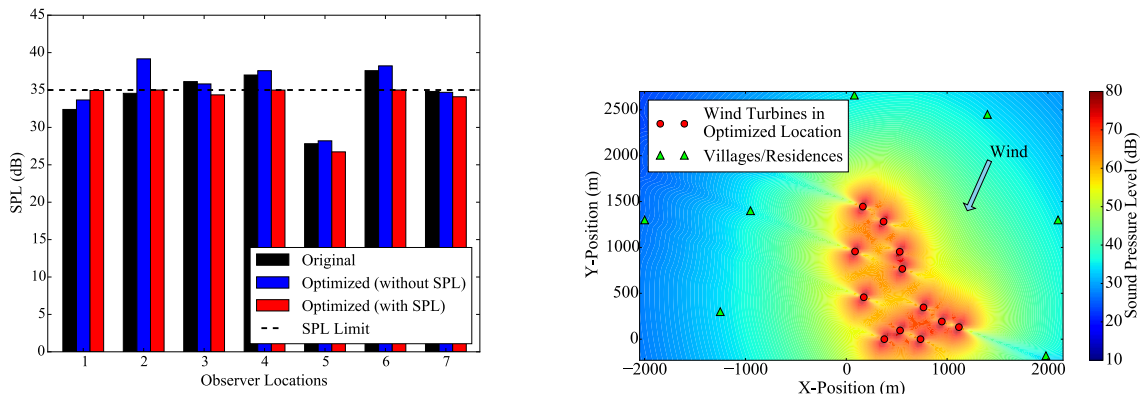 45
40
35
30
25
20
15
10
5
0
SPL (dB)
Original
Optimized (without SPL)
Optimized (with SPL)
SPL Limit
1 2 3 4 5 6 7
Observer Locations
2700
2000
1500
1000
500
0
Y-Position (m)
Wind Turbines in
Optimized Location
Villages/Residences
Wind
−2000 −1000 0 1000 2000
X-Position (m)
80
70
60
50
40
30
20
10
Sound Pressure Level (dB)